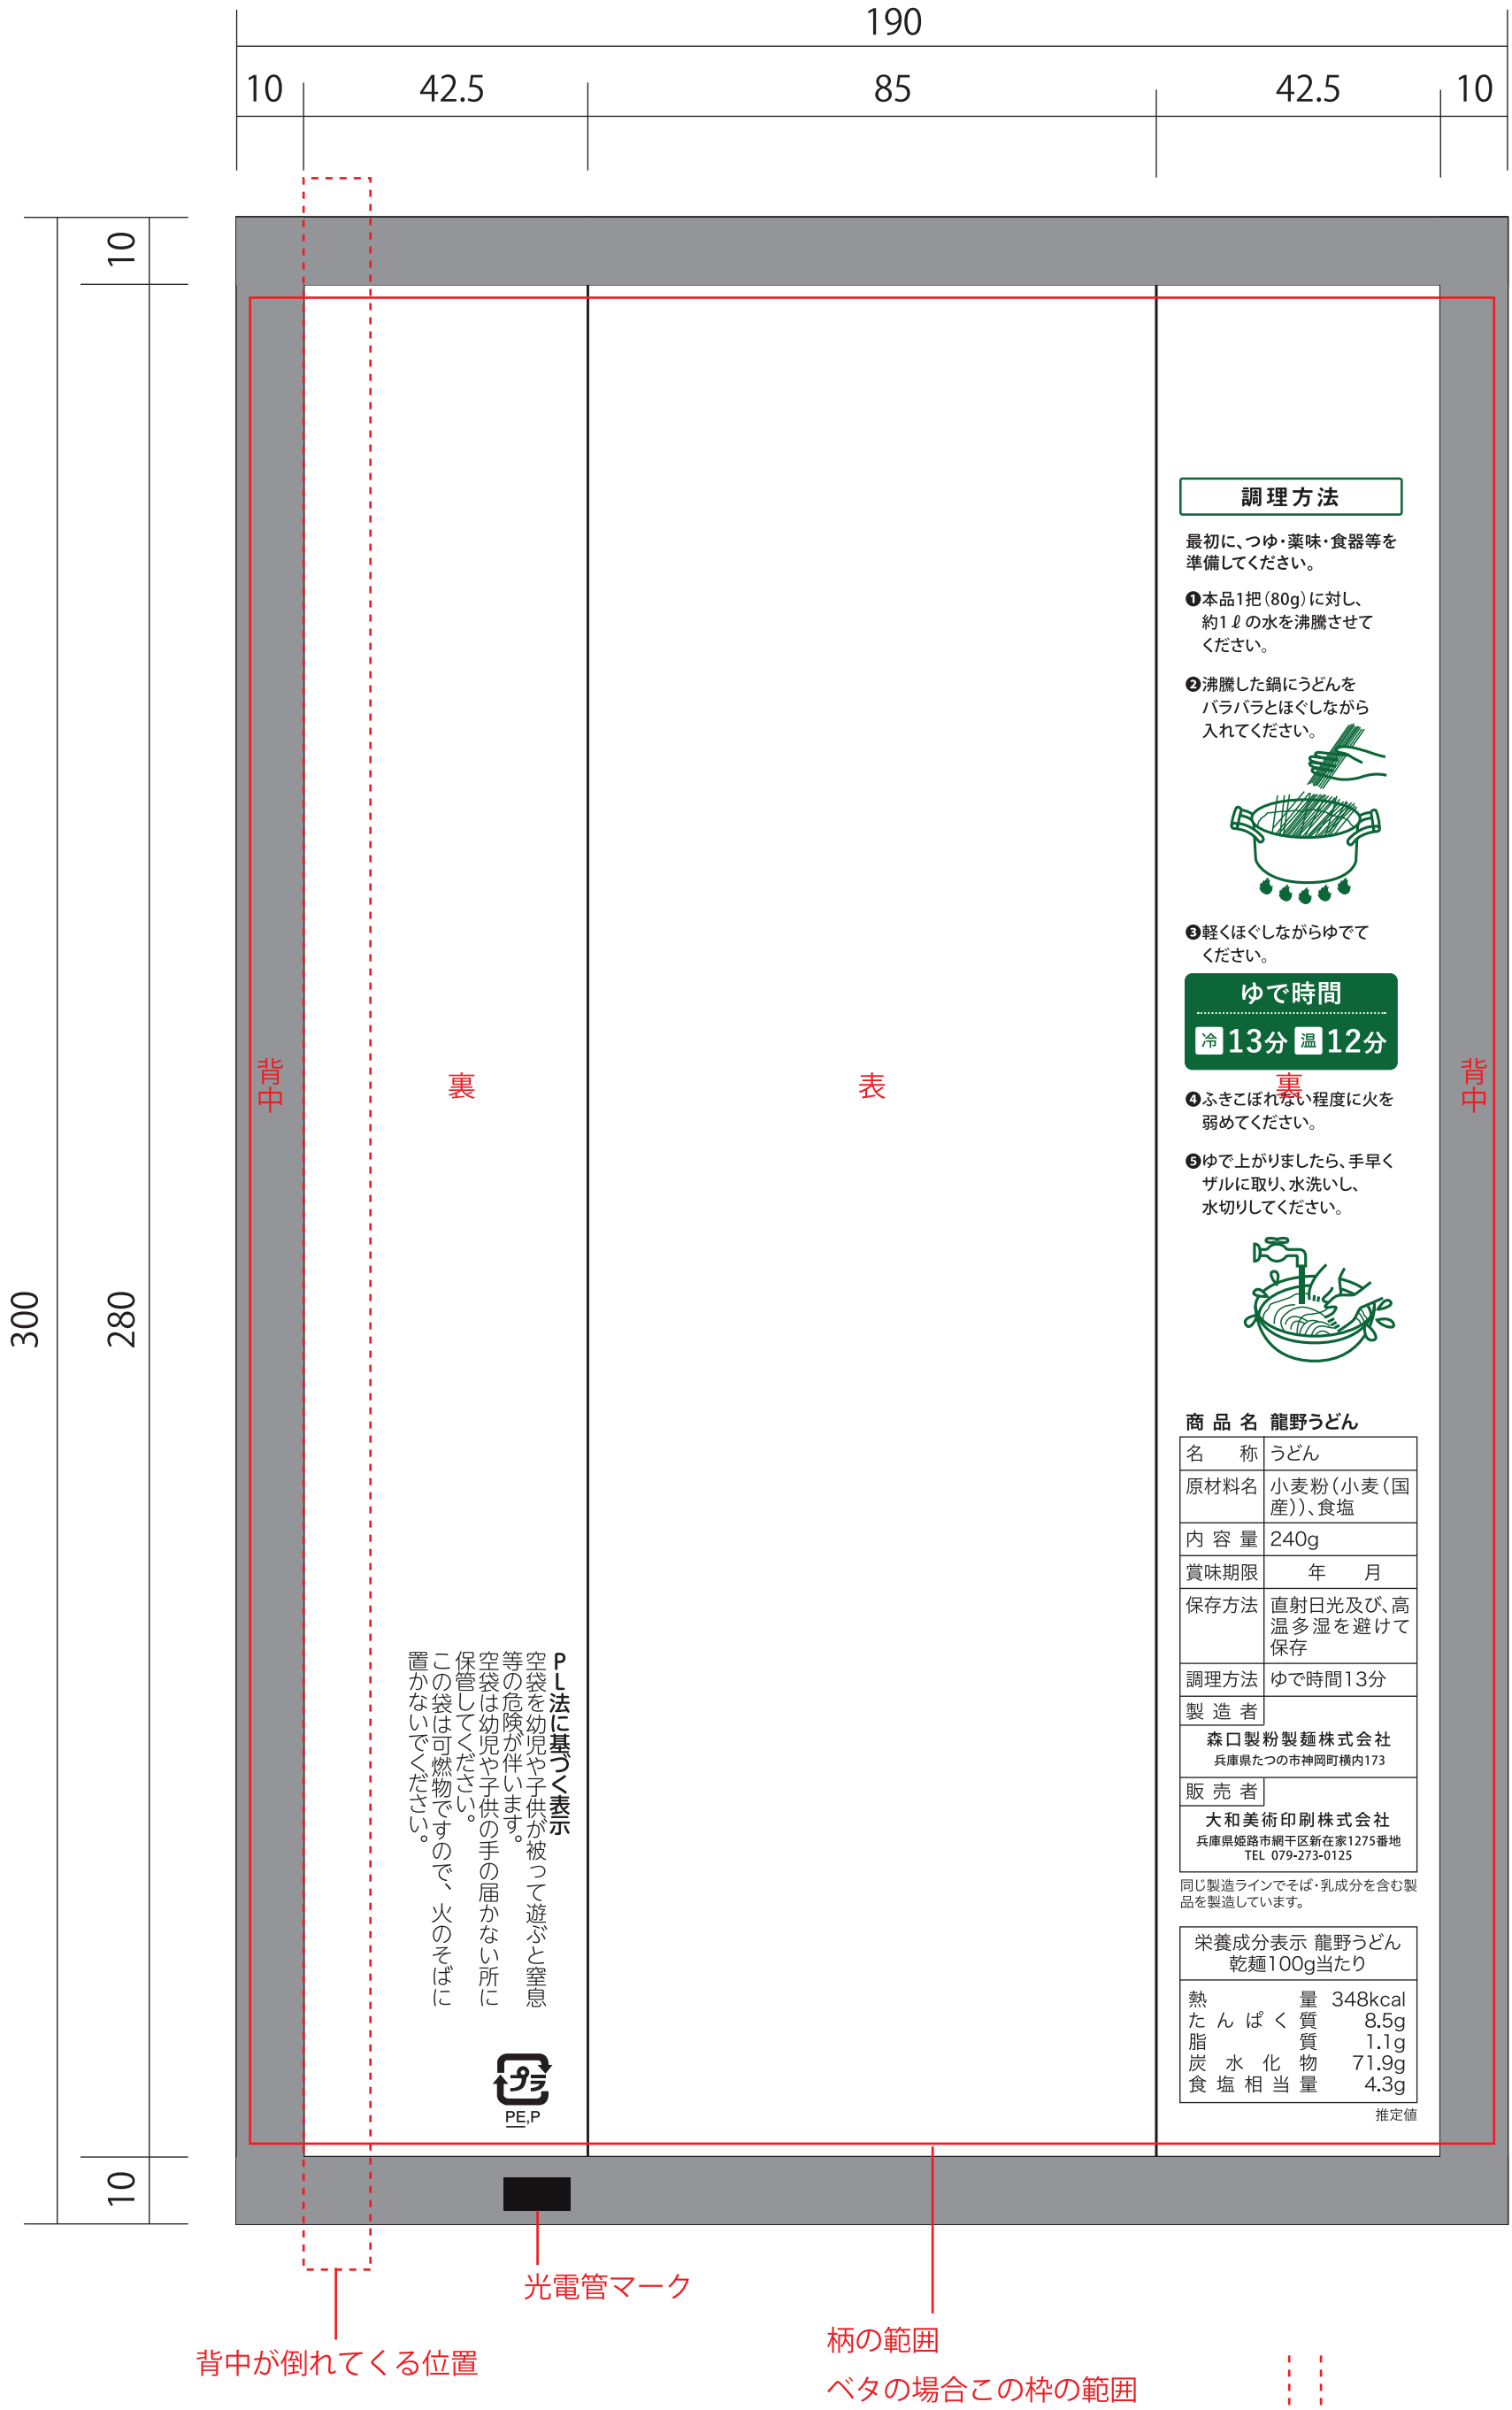 190
10
42.5
85
42.5
10
10
300
280
10
背中
裏
表
裏
背中
調理方法
最初に、つゆ・薬味・食器等を
準備してください。
❶本品1把(80g)に対し、
約1ℓの水を沸騰させて
ください。
❷沸騰した鍋にうどんを
バラバラとほぐしながら
入れてください。
❸軽くほぐしながらゆでて
ください。
ゆで時間
冷 13分 温 12分
❹ふきこぼれない程度に火を
弱めてください。
❺ゆで上がりましたら、手早く
ザルに取り、水洗いし、
水切りしてください。
商品名 龍野うどん
名称 うどん
原材料名 小麦粉(小麦(国
産))、食塩
内容量 240g
賞味期限 年 月
保存方法 直射日光及び、高
温多湿を避けて
保存
調理方法 ゆで時間13分
製造者
森口製粉製麺株式会社
兵庫県たつの市神岡町横内173
販売者
大和美術印刷株式会社
兵庫県姫路市網干区新在家1275番地
TEL 079-273-0125
同じ製造ラインでそば・乳成分を含む製
品を製造しています。
栄養成分表示 龍野うどん
乾麺100g当たり
熱量 348kcal
たんぱく質 8.5g
脂質 1.1g
炭水化物 71.9g
食塩相当量 4.3g
推定値
PL法に基づく表示
空袋を幼児や子供が被って遊ぶと窒息
等の危険が伴います。
空袋は幼児や子供の手の届かない所に
保管してください。
この袋は可燃物ですので、火のそばに
置かないでください。
プラ
PE,P
光電管マーク
背中が倒れてくる位置
柄の範囲
ベタの場合この枠の範囲